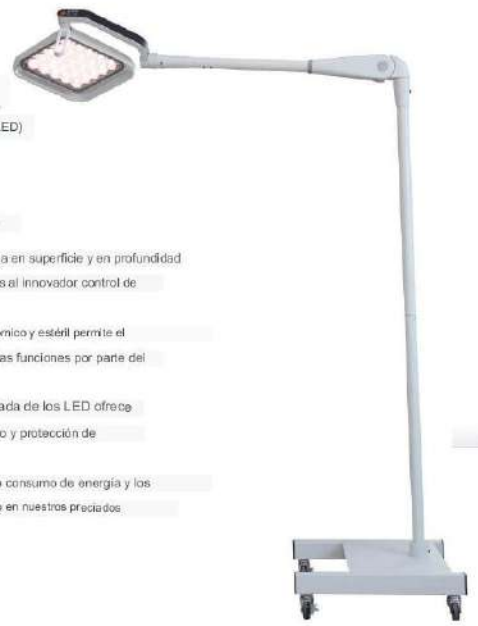 ED)
a en superficie y en profundidad
s al innovador control de
mico y estéril permite el
as funciones por parte del
ada de los LED ofrece
o y protección de
o consumo de energía y los
e en nuestros preciados